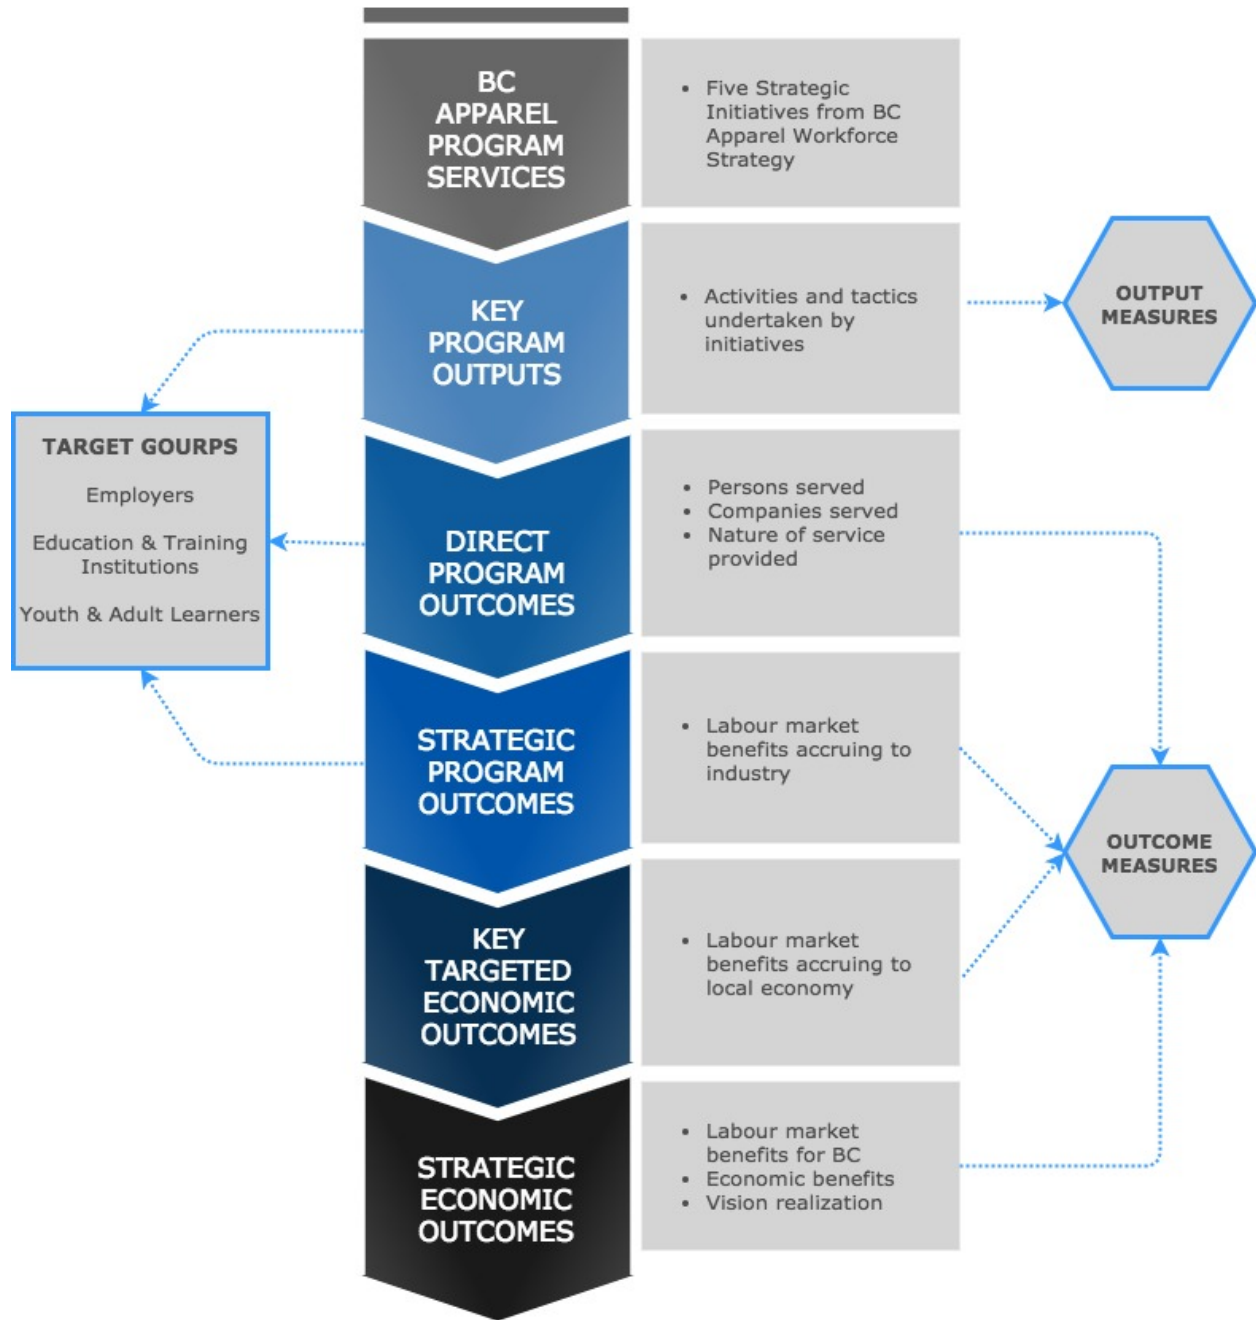 BC
APPAREL
PROGRAM
SERVICES
• Five Strategic
Initiatives from BC
Apparel Workforce
Strategy
KEY
PROGRAM
OUTPUTS
• Activities and tactics
undertaken by
initiatives
OUTPUT
MEASURES
TARGET GOURPS
Employers
Education & Training
Institutions
Youth & Adult Learners
DIRECT
PROGRAM
OUTCOMES
• Persons served
• Companies served
• Nature of service
provided
STRATEGIC
PROGRAM
OUTCOMES
• Labour market
benefits accruing to
industry
OUTCOME
MEASURES
KEY
TARGETED
ECONOMIC
OUTCOMES
• Labour market
benefits accruing to
local economy
STRATEGIC
ECONOMIC
OUTCOMES
• Labour market
benefits for BC
• Economic benefits
• Vision realization